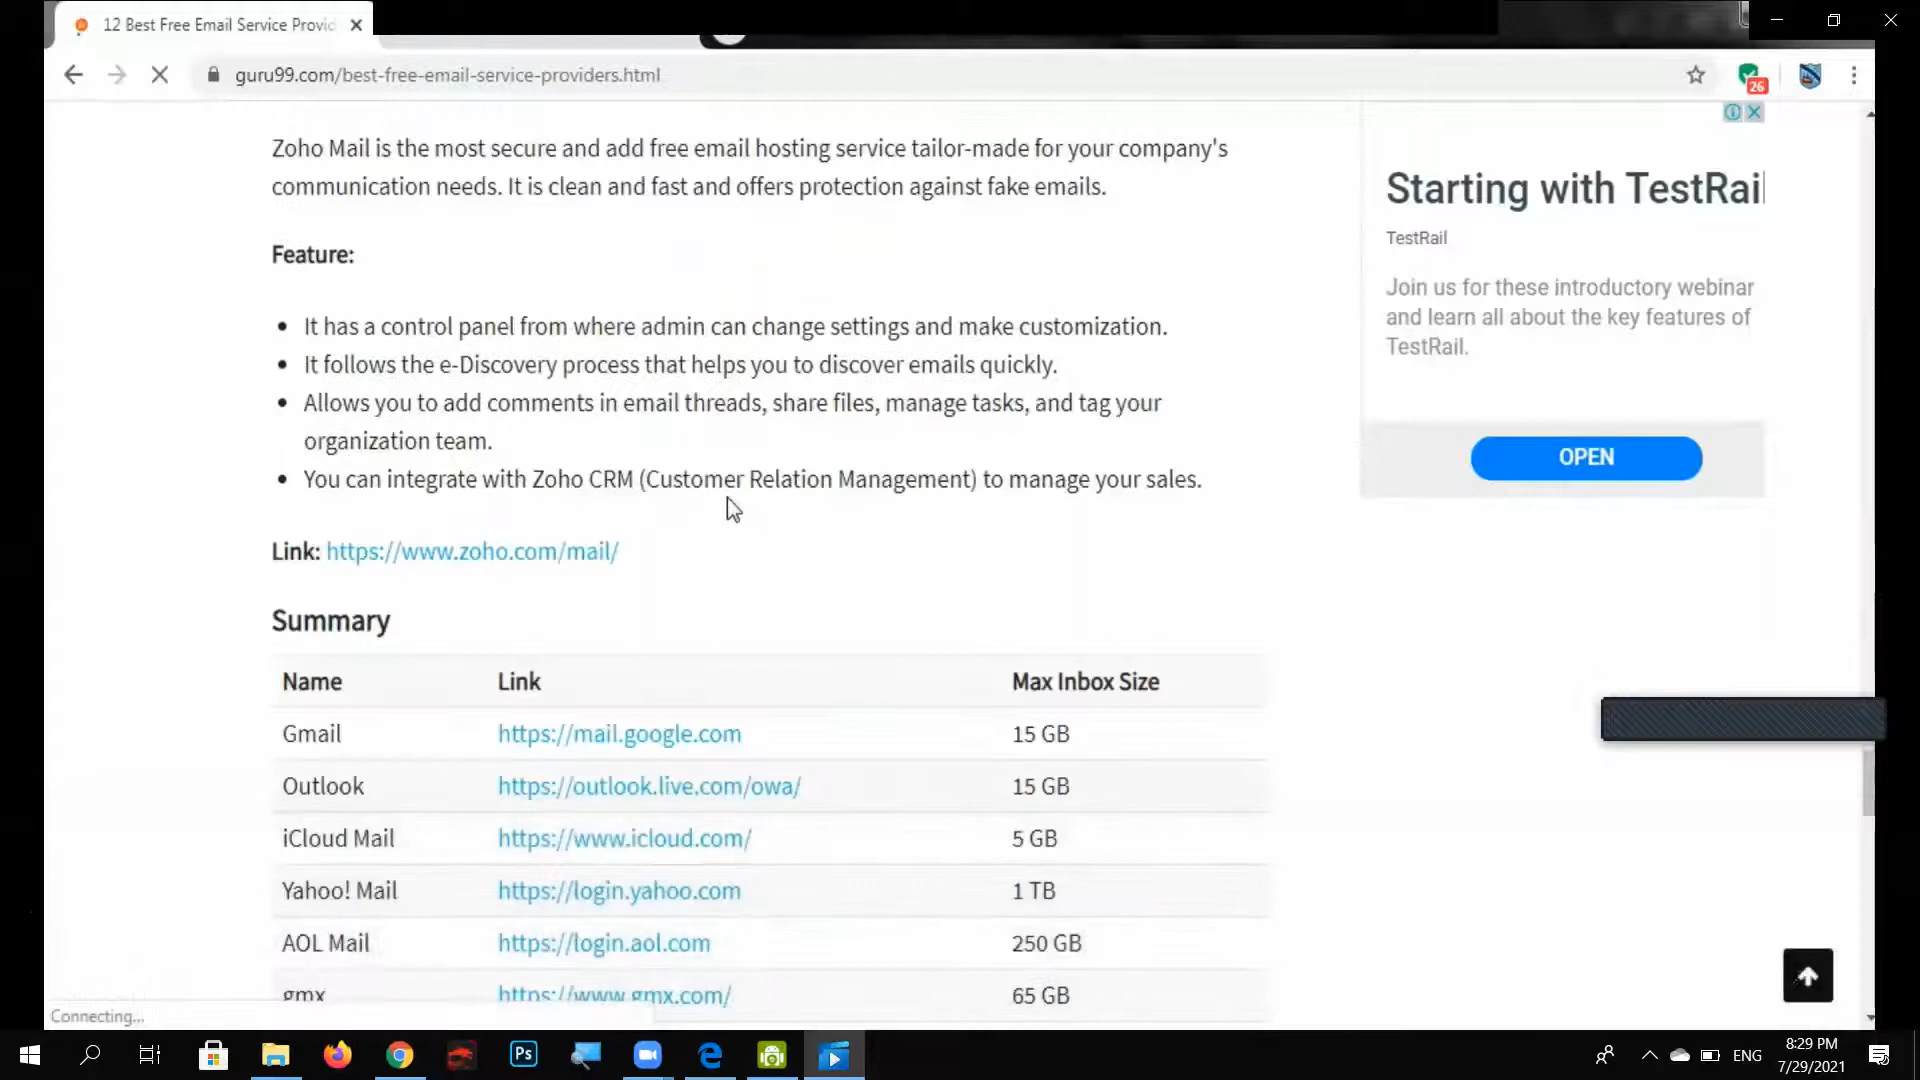 12 Best Free Email Service Provid
guru99.com/best-free-email-service-providers.html
26
Zoho Mail is the most secure and add free email hosting service tailor-made for your company's
communication needs. It is clean and fast and offers protection against fake emails.
Feature:
It has a control panel from where admin can change settings and make customization.
It follows the e-Discovery process that helps you to discover emails quickly.
Allows you to add comments in email threads, share files, manage tasks, and tag your
organization team.
You can integrate with Zoho CRM (Customer Relation Management) to manage your sales.
Link: https://www.zoho.com/mail/
Summary
Name Link Max Inbox Size
Gmail https://mail.google.com 15 GB
Outlook https://outlook.live.com/owa/ 15 GB
iCloud Mail https://www.icloud.com/ 5 GB
Yahoo! Mail https://login.yahoo.com 1 TB
AOL Mail https://login.aol.com 250 GB
gmx https://www.gmx.com/ 65 GB
Starting with TestRail
TestRail
Join us for these introductory webinar
and learn all about the key features of
TestRail.
OPEN
Connecting...
Ps
ENG
8:29 PM
7/29/2021